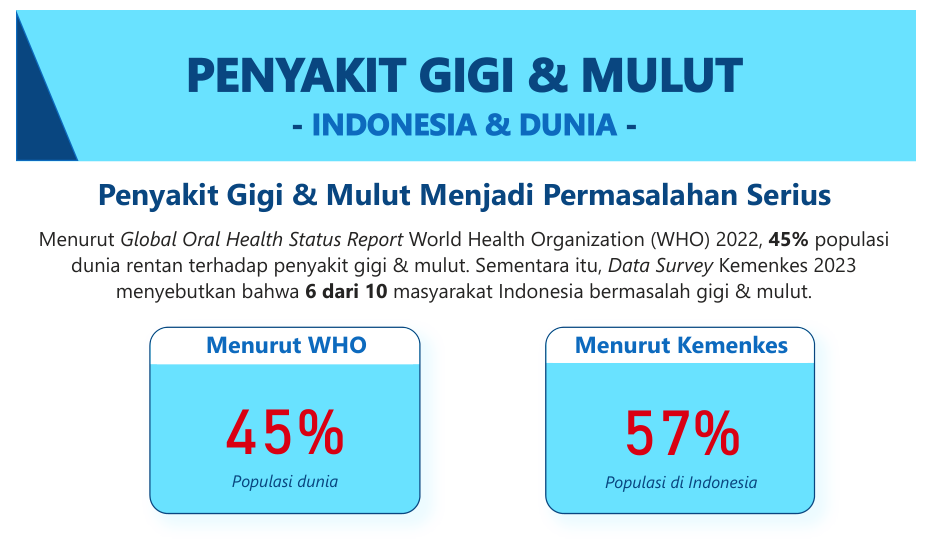 PENYAKIT GIGI & MULUT
- INDONESIA & DUNIA -
Penyakit Gigi & Mulut Menjadi Permasalahan Serius
Menurut Global Oral Health Status Report World Health Organization (WHO) 2022, 45% populasi
dunia rentan terhadap penyakit gigi & mulut. Sementara itu, Data Survey Kemenkes 2023
menyebutkan bahwa 6 dari 10 masyarakat Indonesia bermasalah gigi & mulut.
Menurut WHO
45%
Populasi dunia
Menurut Kemenkes
57%
Populasi di Indonesia